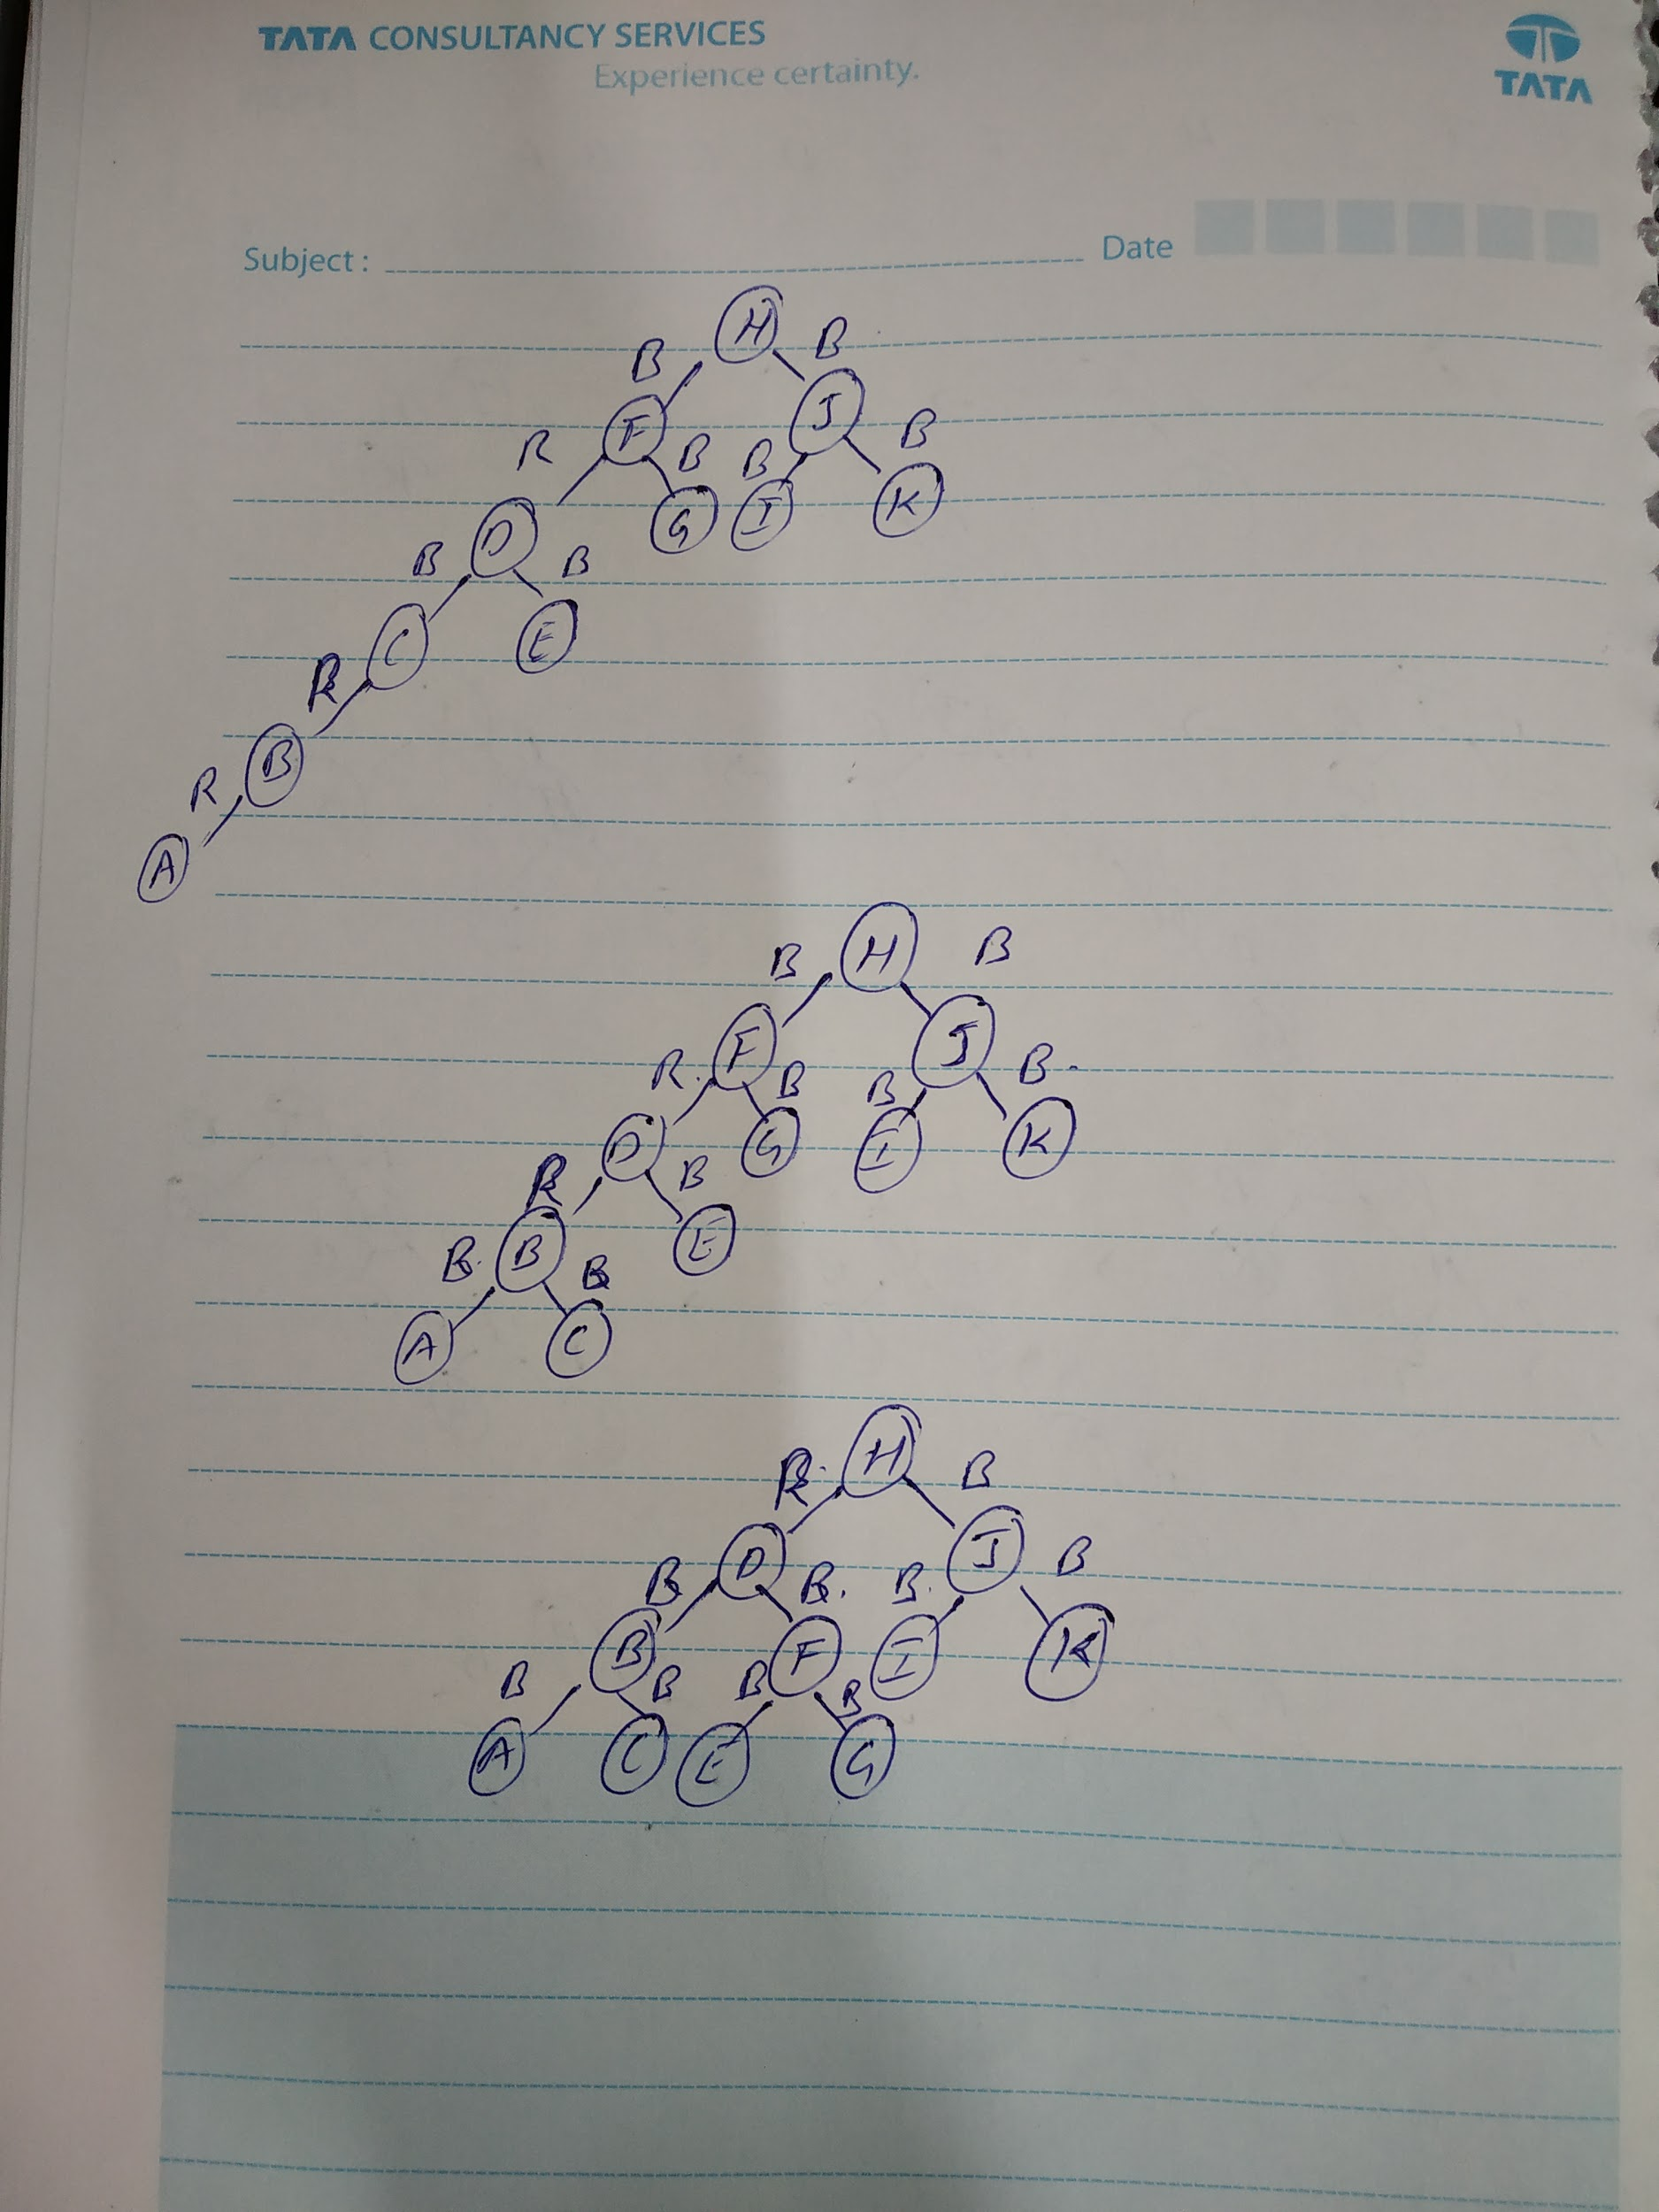 TATA CONSULTANCY SERVICES
Experience certainty.
TATA
Subject : Date
H
B B
F J
R B B B
D G I K
B B
C E
R
B
R
A
H
B B
F J
R. B B B.
D G I K
R B
B E
B. B
A C
H
R. B
D J
B B. B. B
B F I K
B B B B
A C E G